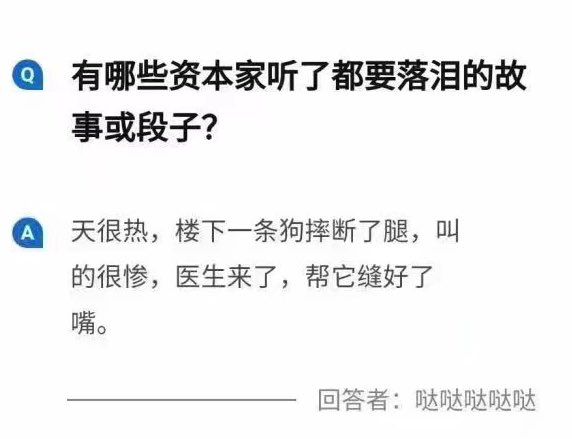 Q
有哪些资本家听了都要落泪的故
事或段子？
A
天很热，楼下一条狗摔断了腿，叫
的很惨，医生来了，帮它缝好了
嘴。
回答者：哒哒哒哒哒